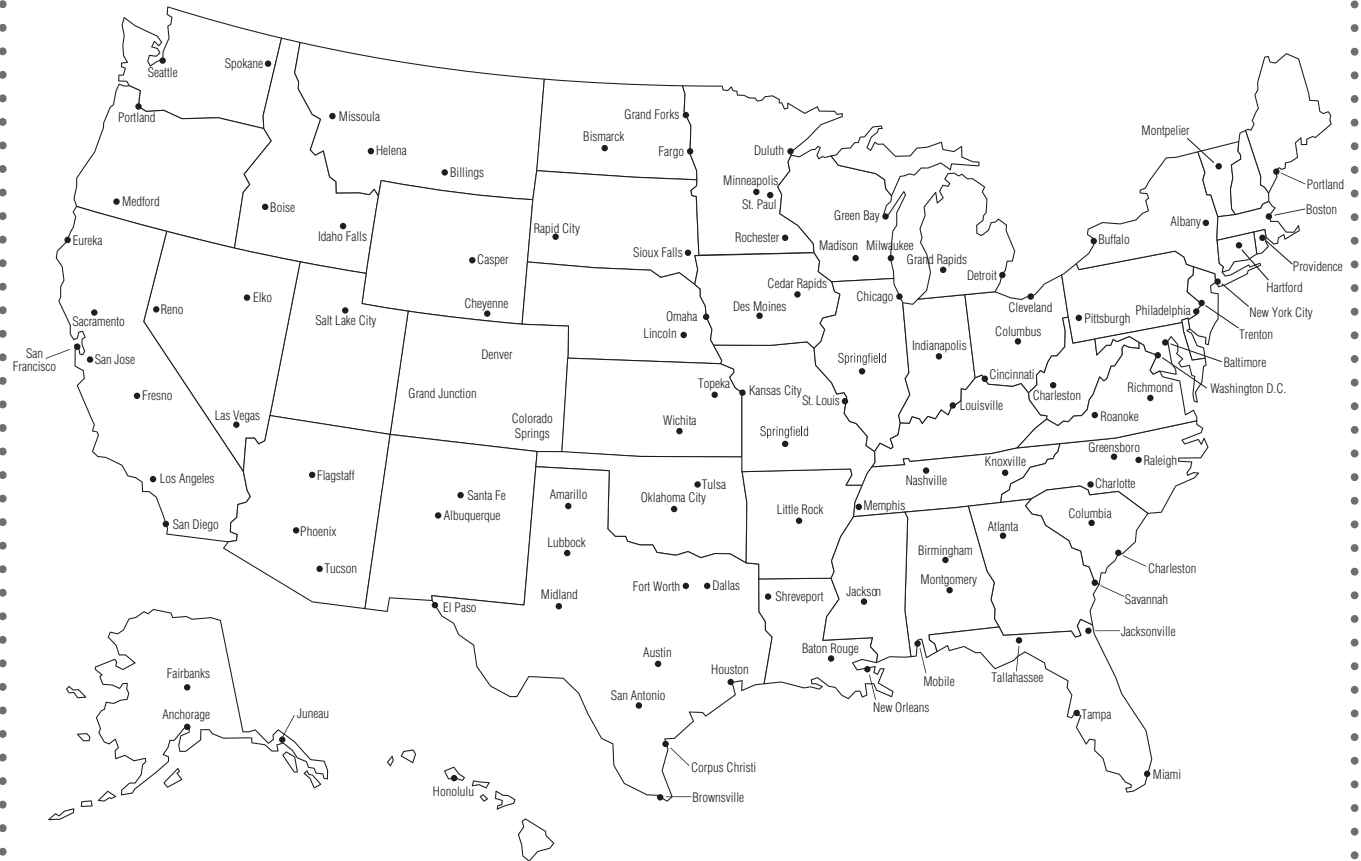 Seattle
Spokane
Portland
Medford
Missoula
Helena
Billings
Boise
Idaho Falls
Eureka
Sacramento
San
Francisco
San Jose
Fresno
Los Angeles
San Diego
Reno
Elko
Las Vegas
Salt Lake City
Casper
Cheyenne
Denver
Grand Junction
Colorado
Springs
Flagstaff
Phoenix
Tucson
Santa Fe
Albuquerque
Bismarck
Grand Forks
Fargo
Rapid City
Sioux Falls
Omaha
Lincoln
Topeka
Wichita
Tulsa
Oklahoma City
Amarillo
Lubbock
Midland
El Paso
Fort Worth
Dallas
Austin
San Antonio
Houston
Corpus Christi
Brownsville
Duluth
Minneapolis
St. Paul
Rochester
Cedar Rapids
Des Moines
Kansas City
St. Louis
Springfield
Little Rock
Shreveport
Baton Rouge
New Orleans
Green Bay
Madison
Milwaukee
Chicago
Springfield
Grand Rapids
Detroit
Indianapolis
Cleveland
Columbus
Cincinnati
Louisville
Nashville
Knoxville
Memphis
Jackson
Birmingham
Montgomery
Mobile
Atlanta
Savannah
Tallahassee
Jacksonville
Tampa
Miami
Columbia
Charleston
Greensboro
Raleigh
Charlotte
Richmond
Roanoke
Charleston
Washington D.C.
Baltimore
Pittsburgh
Philadelphia
Trenton
New York City
Buffalo
Albany
Hartford
Providence
Boston
Portland
Montpelier
Fairbanks
Anchorage
Juneau
Honolulu